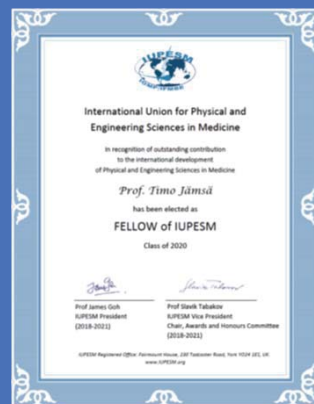 IUPESM
International Union for Physical and
Engineering Sciences in Medicine
In recognition of outstanding contribution
to the international development
of Physical and Engineering Sciences in Medicine
Prof. Timo Jämsä
has been elected as
FELLOW of IUPESM
Class of 2020
Prof James Goh
IUPESM President
(2018-2021)
Prof Slavik Tabakov
IUPESM Vice President
Chair, Awards and Honours Committee
(2018-2021)
IUPESM Registered Office: Fairmount House, 230 Tadcaster Road, York YO24 1ES, UK
www.IUPESM.org